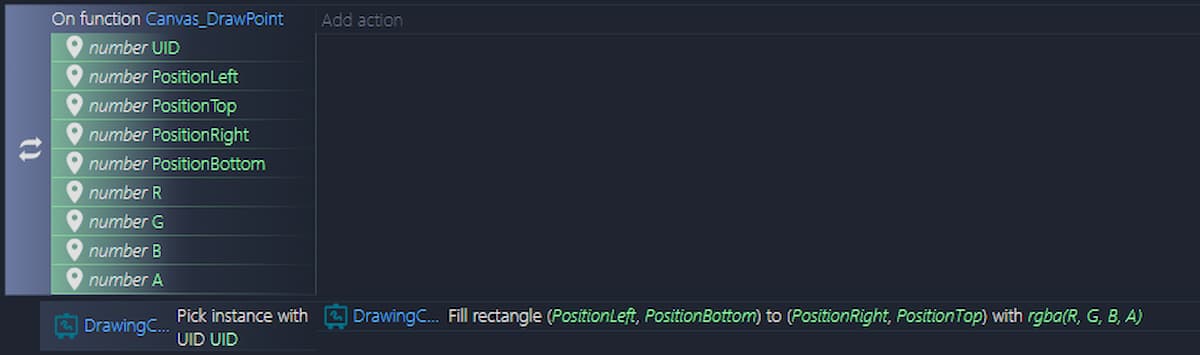 On function Canvas_DrawPoint Add action
number UID
number PositionLeft
number PositionTop
number PositionRight
number PositionBottom
number R
number G
number B
number A
DrawingC... Pick instance with UID UID
DrawingC... Fill rectangle (PositionLeft, PositionBottom) to (PositionRight, PositionTop) with rgba(R, G, B, A)